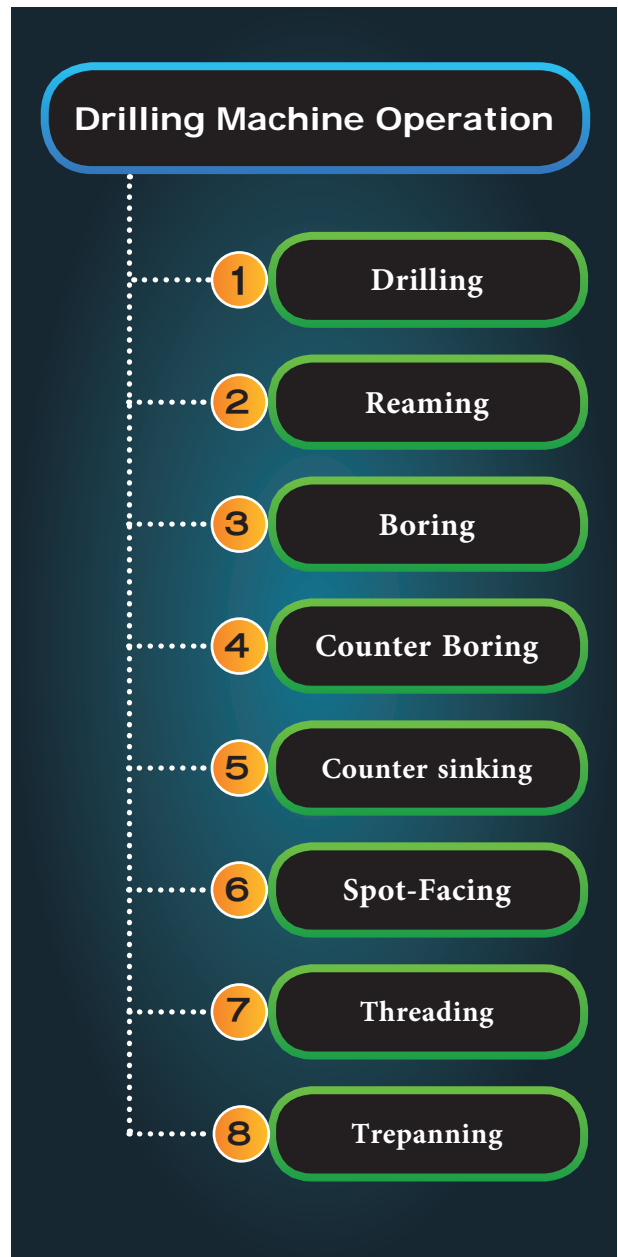 Drilling Machine Operation
1 Drilling
2 Reaming
3 Boring
4 Counter Boring
5 Counter sinking
6 Spot-Facing
7 Threading
8 Trepanning